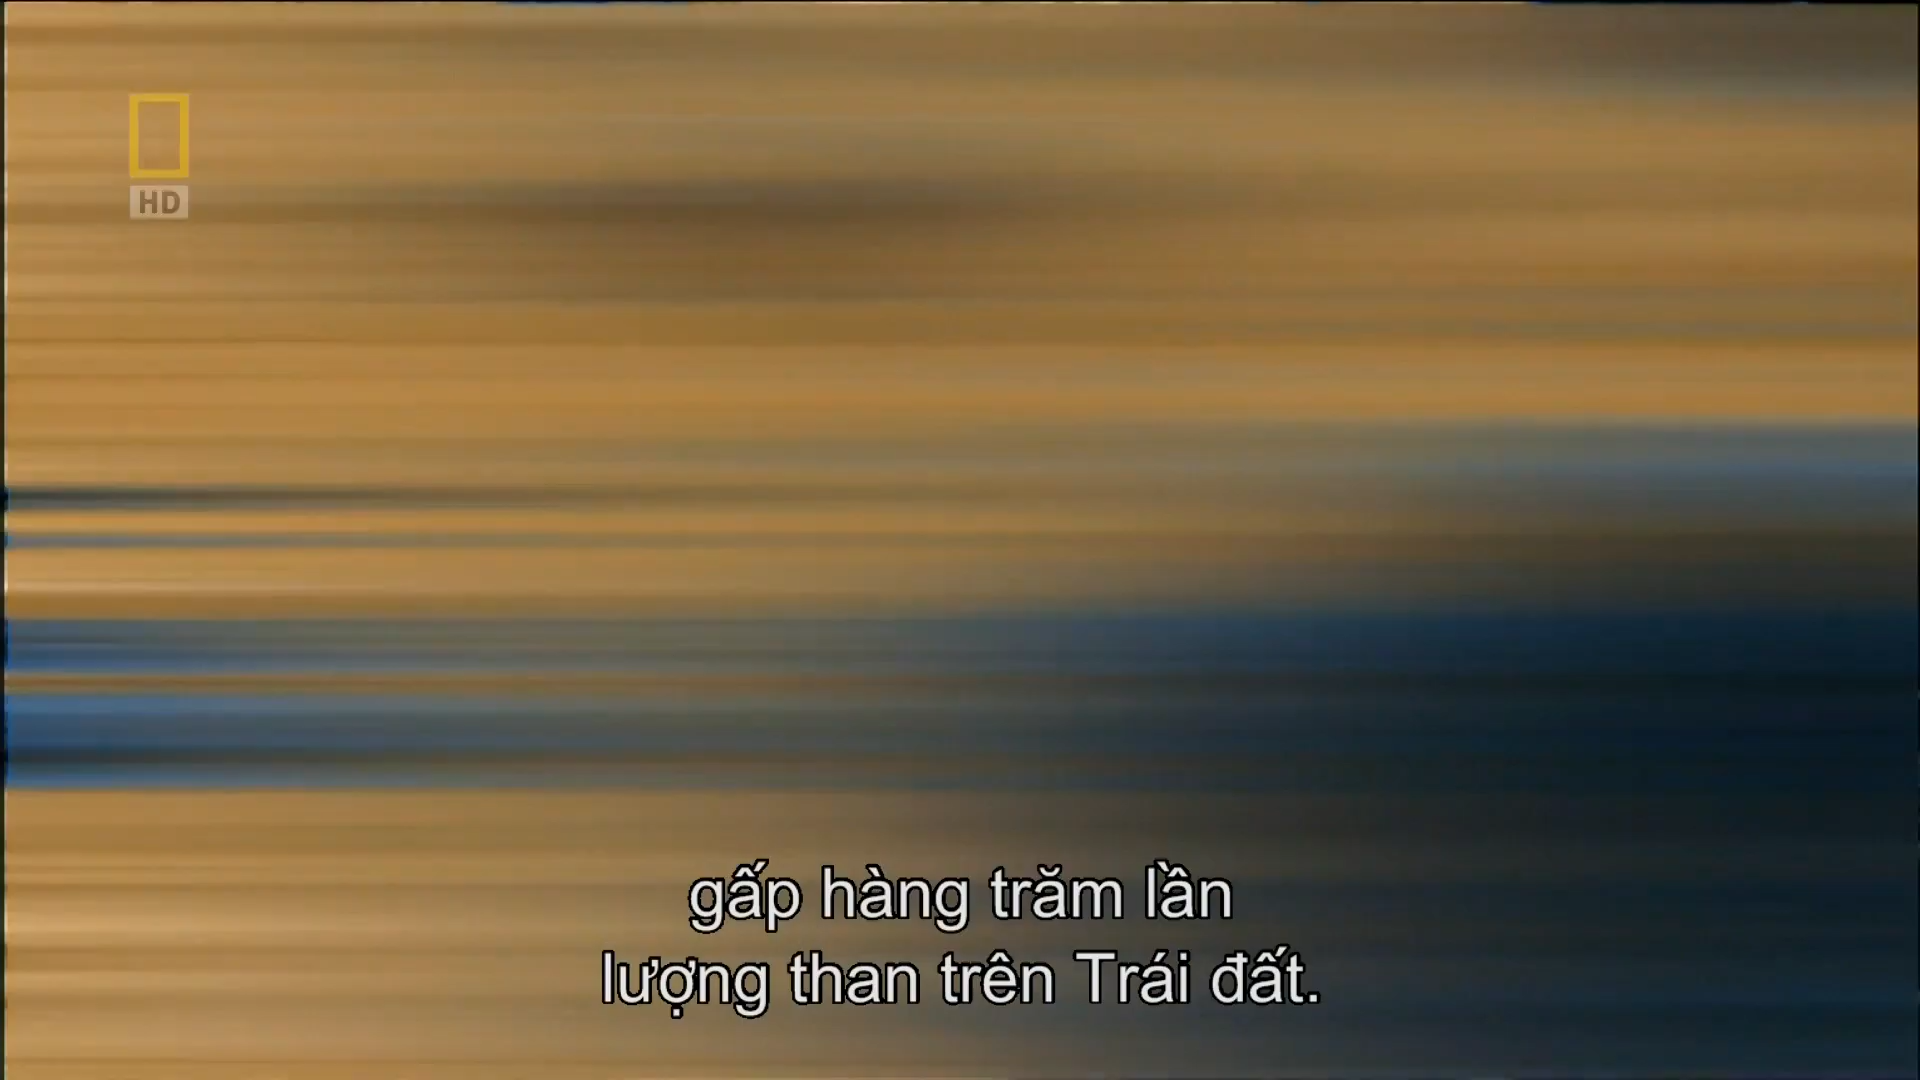 HD
gấp hàng trăm lần
lượng than trên Trái đất.